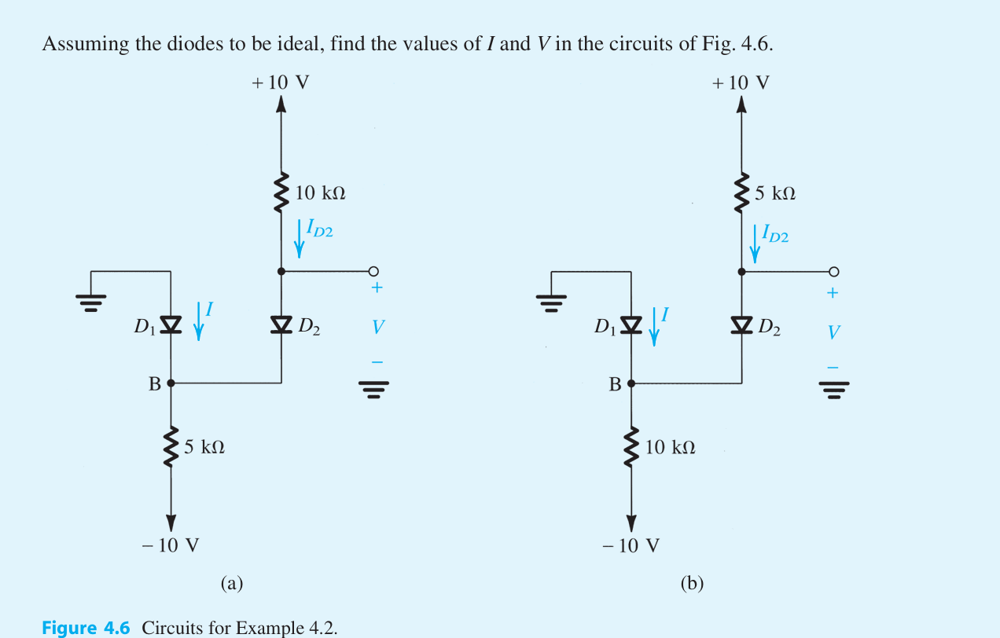 Assuming the diodes to be ideal, find the values of I and V in the circuits of Fig. 4.6.
+10 V
10 kΩ
I_D2
+
V
−
I
D₁
D₂
B
5 kΩ
−10 V
(a)
+10 V
5 kΩ
I_D2
+
V
−
I
D₁
D₂
B
10 kΩ
−10 V
(b)
Figure 4.6 Circuits for Example 4.2.